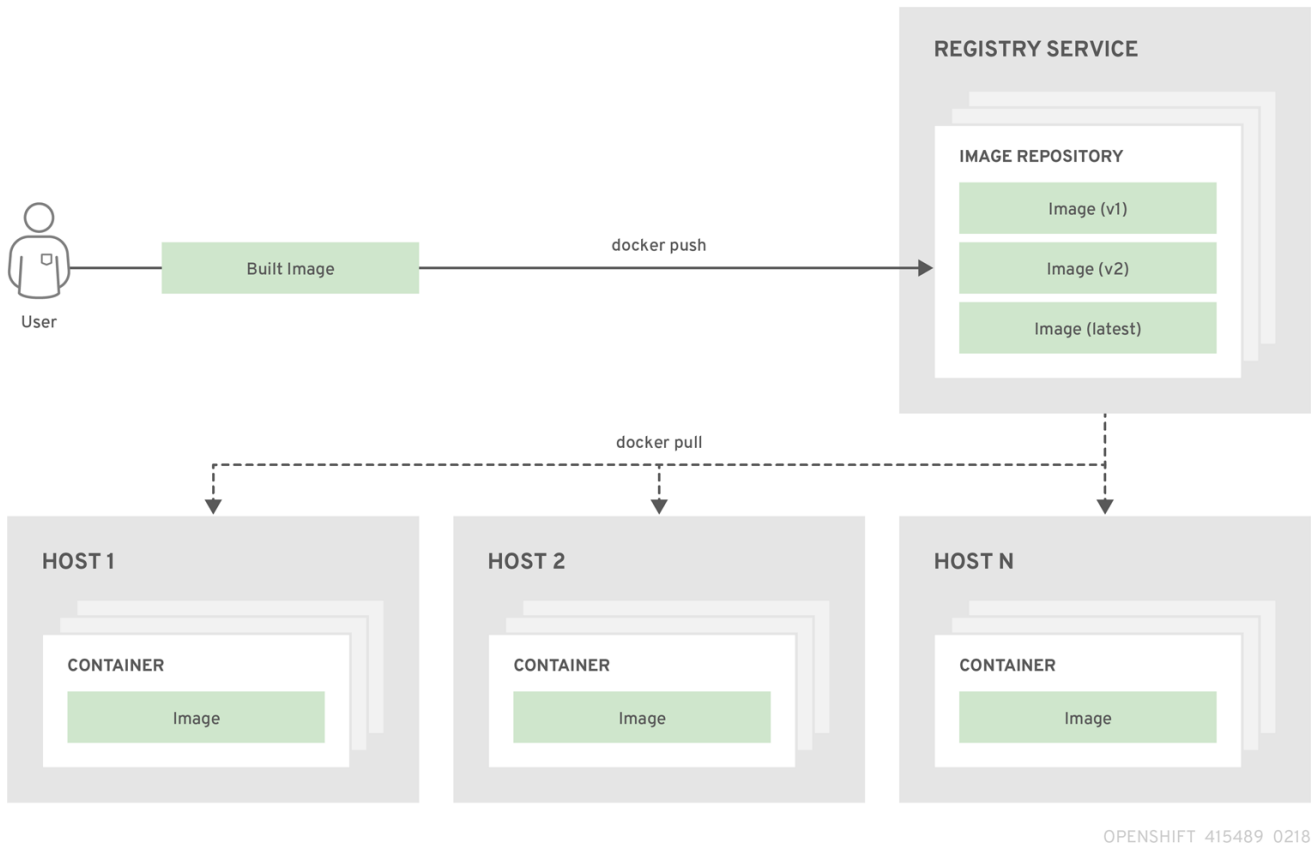 REGISTRY SERVICE
IMAGE REPOSITORY
Image (v1)
Image (v2)
Image (latest)
docker push
Built Image
User
docker pull
HOST 1
CONTAINER
Image
HOST 2
CONTAINER
Image
HOST N
CONTAINER
Image
OPENSHIFT 415489 0218